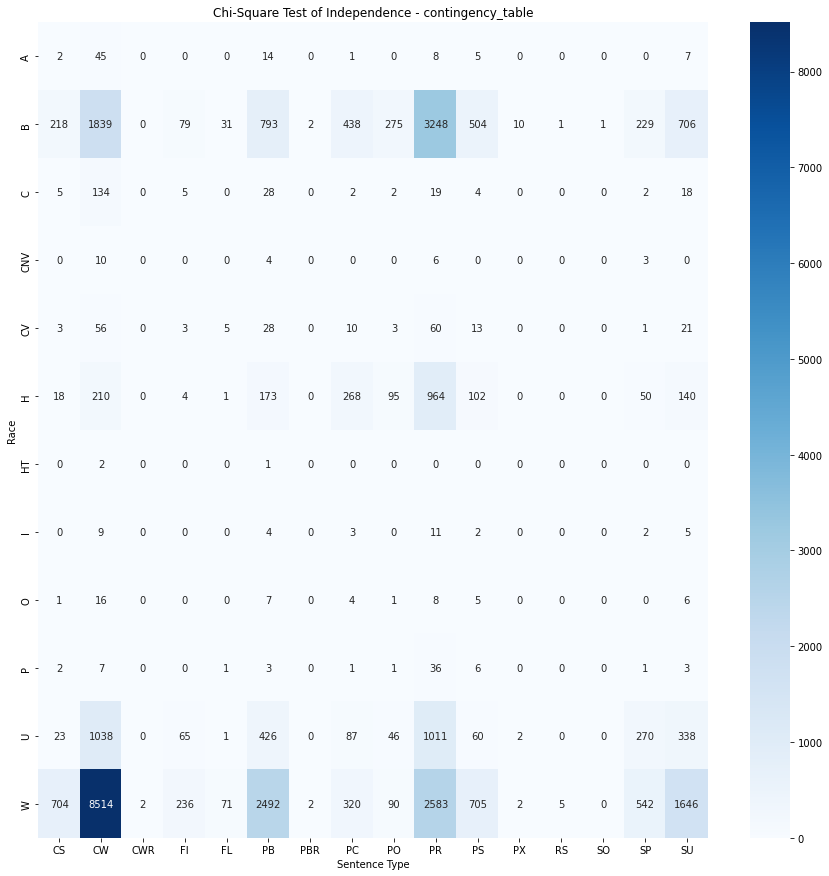 Chi-Square Test of Independence - contingency_table
A 2 45 0 0 0 14 0 1 0 8 5 0 0 0 0 7
B 218 1839 0 79 31 793 2 438 275 3248 504 10 1 1 229 706
C 5 134 0 5 0 28 0 2 2 19 4 0 0 0 2 18
CNV 0 10 0 0 0 4 0 0 0 6 0 0 0 0 3 0
CV 3 56 0 3 5 28 0 10 3 60 13 0 0 0 1 21
H 18 210 0 4 1 173 0 268 95 964 102 0 0 0 50 140
HT 0 2 0 0 0 1 0 0 0 0 0 0 0 0 0 0
I 0 9 0 0 0 4 0 3 0 11 2 0 0 0 2 5
O 1 16 0 0 0 7 0 4 1 8 5 0 0 0 0 6
P 2 7 0 0 1 3 0 1 1 36 6 0 0 0 1 3
U 23 1038 0 65 1 426 0 87 46 1011 60 2 0 0 270 338
W 704 8514 2 236 71 2492 2 320 90 2583 705 2 5 0 542 1646
CS CW CWR FI FL PB PBR PC PO PR PS PX RS SO SP SU
Race
Sentence Type
8000
7000
6000
5000
4000
3000
2000
1000
0